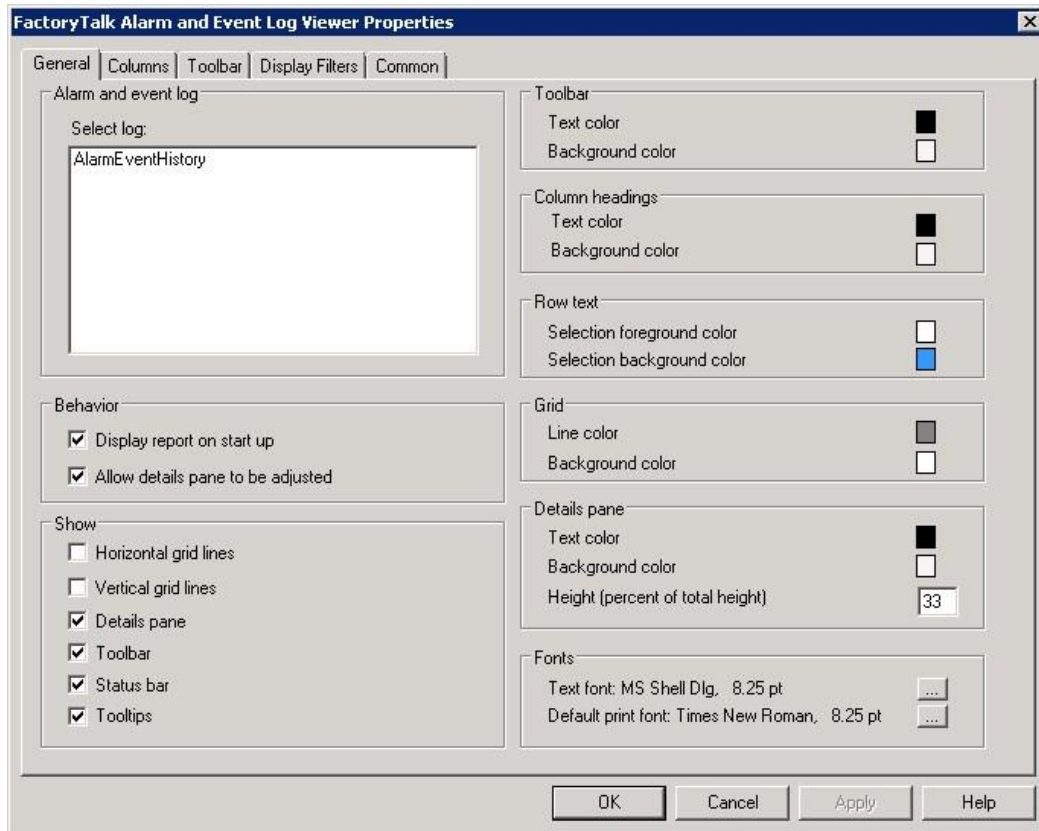 FactoryTalk Alarm and Event Log Viewer Properties
General
Columns
Toolbar
Display Filters
Common
Alarm and event log
Select log:
AlarmEventHistory
Behavior
Display report on start up
Allow details pane to be adjusted
Show
Horizontal grid lines
Vertical grid lines
Details pane
Toolbar
Status bar
Tooltips
Toolbar
Text color
Background color
Column headings
Text color
Background color
Row text
Selection foreground color
Selection background color
Grid
Line color
Background color
Details pane
Text color
Background color
Height (percent of total height) 33
Fonts
Text font: MS Shell Dlg, 8.25 pt ...
Default print font: Times New Roman, 8.25 pt ...
OK
Cancel
Apply
Help